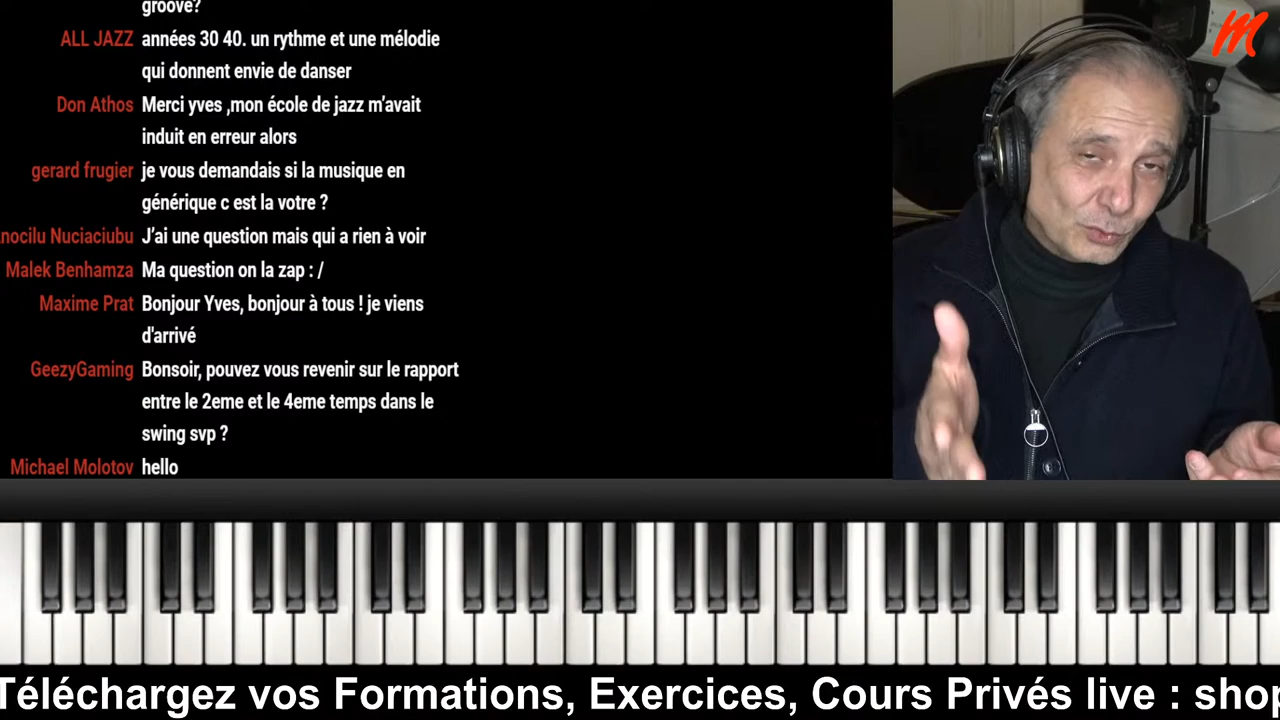 groove?
ALL JAZZ années 30 40. un rythme et une mélodie
qui donnent envie de danser
Don Athos Merci yves ,mon école de jazz m’avait
induit en erreur alors
gerard frugier je vous demandais si la musique en
générique c est la votre ?
nocilu Nuciaciubu J’ai une question mais qui a rien à voir
Malek Benhamza Ma question on la zap : /
Maxime Prat Bonjour Yves, bonjour à tous ! je viens
d'arrivé
GeezyGaming Bonsoir, pouvez vous revenir sur le rapport
entre le 2eme et le 4eme temps dans le
swing svp ?
Michael Molotov hello
M
Téléchargez vos Formations, Exercices, Cours Privés live : shop